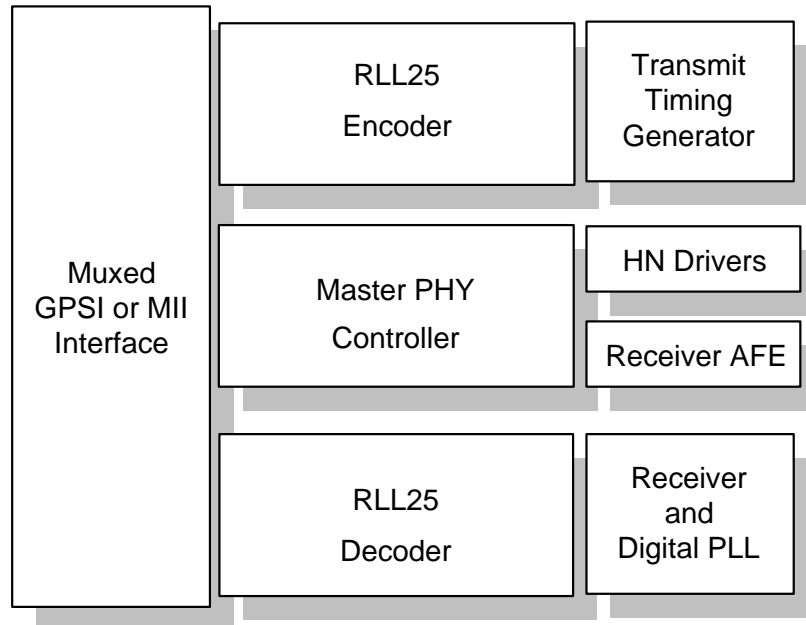 Muxed
GPSI or MII
Interface
RLL25
Encoder
Transmit
Timing
Generator
Master PHY
Controller
HN Drivers
Receiver AFE
RLL25
Decoder
Receiver
and
Digital PLL